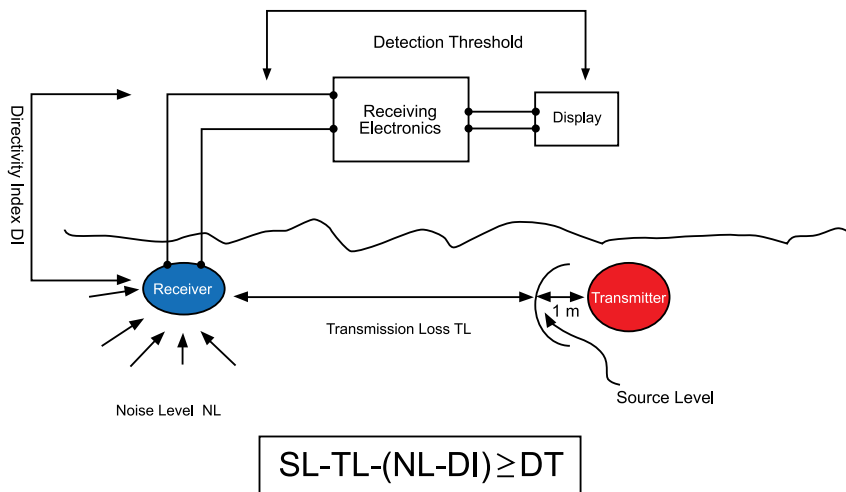 Detection Threshold
Receiving
Electronics
Display
Directivity Index DI
Receiver
Transmitter
1 m
Transmission Loss TL
Source Level
Noise Level NL
SL-TL-(NL-DI)≥DT